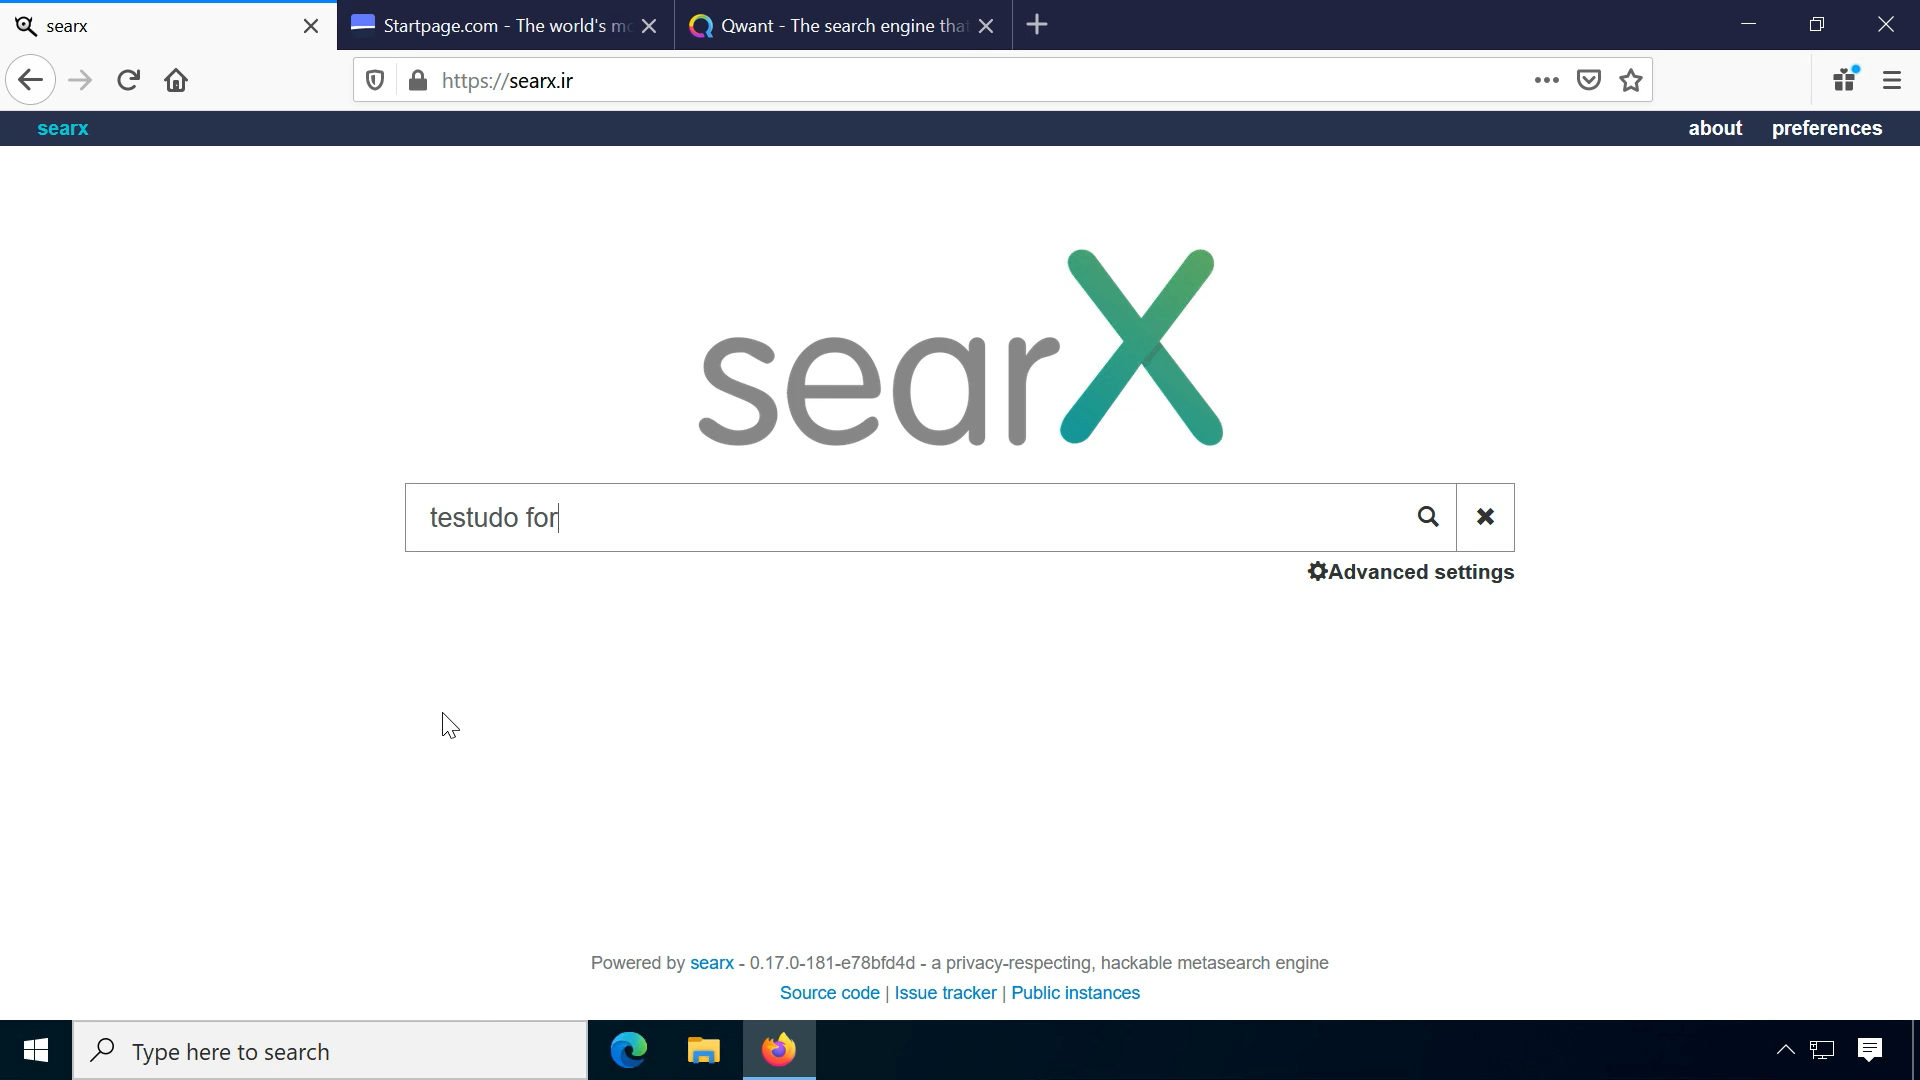 searx
Startpage.com - The world's mo
Qwant - The search engine that
https://searx.ir
searx
about preferences
searX
testudo for
Advanced settings
Powered by searx - 0.17.0-181-e78bfd4d - a privacy-respecting, hackable metasearch engine
Source code | Issue tracker | Public instances
Type here to search